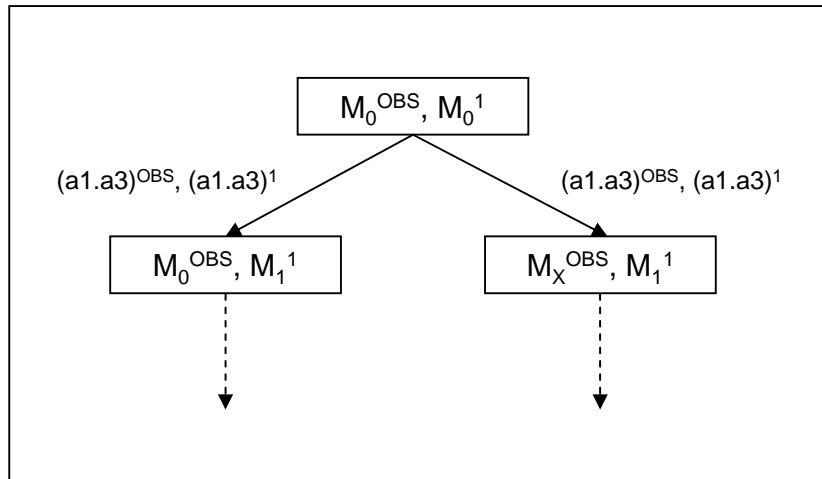 M₀ᴼᴮˢ, M₀¹
(a1.a3)ᴼᴮˢ, (a1.a3)¹
(a1.a3)ᴼᴮˢ, (a1.a3)¹
M₀ᴼᴮˢ, M₁¹
Mₓᴼᴮˢ, M₁¹